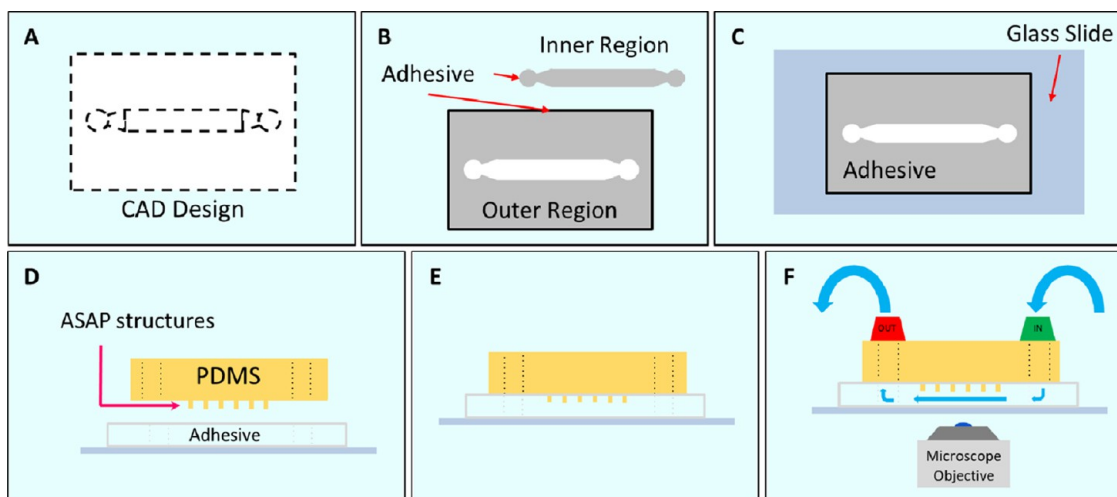 A
CAD Design
B
Inner Region
Adhesive
Outer Region
C
Glass Slide
Adhesive
D
ASAP structures
PDMS
Adhesive
E
F
OUT
IN
Microscope
Objective